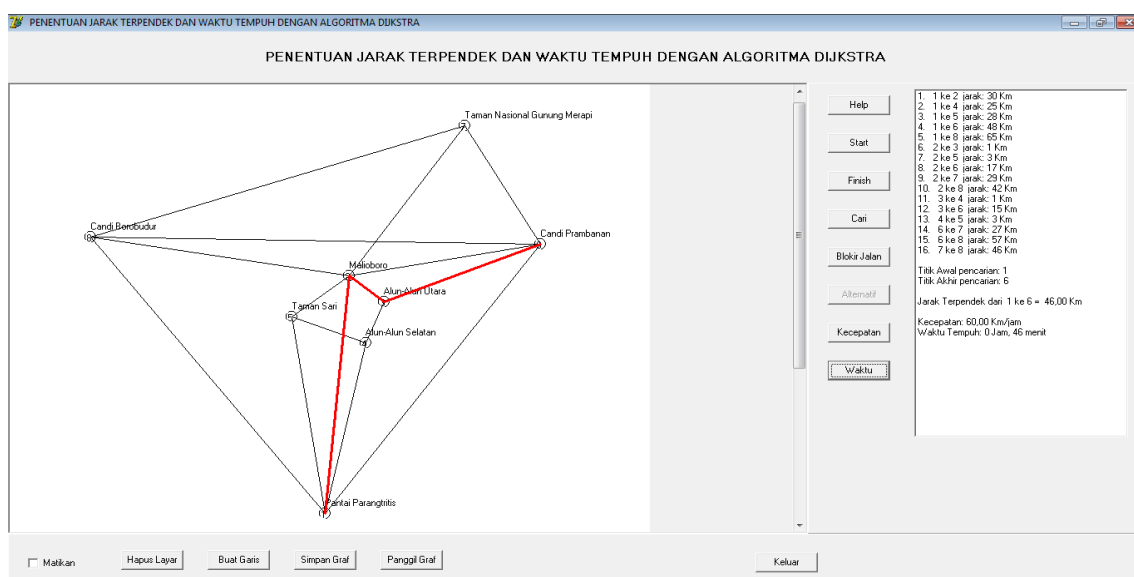 PENENTUAN JARAK TERPENDEK DAN WAKTU TEMPUH DENGAN ALGORITMA DIJKSTRA
PENENTUAN JARAK TERPENDEK DAN WAKTU TEMPUH DENGAN ALGORITMA DIJKSTRA
Taman Nasional Gunung Merapi
7
Candi Borobudur
8
Candi Prambanan
6
Malioboro
2
Alun-Alun Utara
3
Taman Sari
5
Alun-Alun Selatan
4
Pantai Parangtritis
1
Help
Start
Finish
Cari
Blokir Jalan
Alternatif
Kecepatan
Waktu
1. 1 ke 2 jarak: 30 Km
2. 1 ke 4 jarak: 25 Km
3. 1 ke 5 jarak: 28 Km
4. 1 ke 6 jarak: 48 Km
5. 1 ke 8 jarak: 65 Km
6. 2 ke 3 jarak: 1 Km
7. 2 ke 5 jarak: 3 Km
8. 2 ke 6 jarak: 17 Km
9. 2 ke 7 jarak: 29 Km
10. 2 ke 8 jarak: 42 Km
11. 3 ke 4 jarak: 1 Km
12. 3 ke 6 jarak: 15 Km
13. 4 ke 5 jarak: 3 Km
14. 6 ke 7 jarak: 27 Km
15. 6 ke 8 jarak: 57 Km
16. 7 ke 8 jarak: 46 Km
Titik Awal pencarian: 1
Titik Akhir pencarian: 6
Jarak Terpendek dari 1 ke 6 = 46,00 Km
Kecepatan: 60,00 Km/jam
Waktu Tempuh: 0 Jam, 46 menit
Matikan
Hapus Layar
Buat Garis
Simpan Graf
Panggil Graf
Keluar